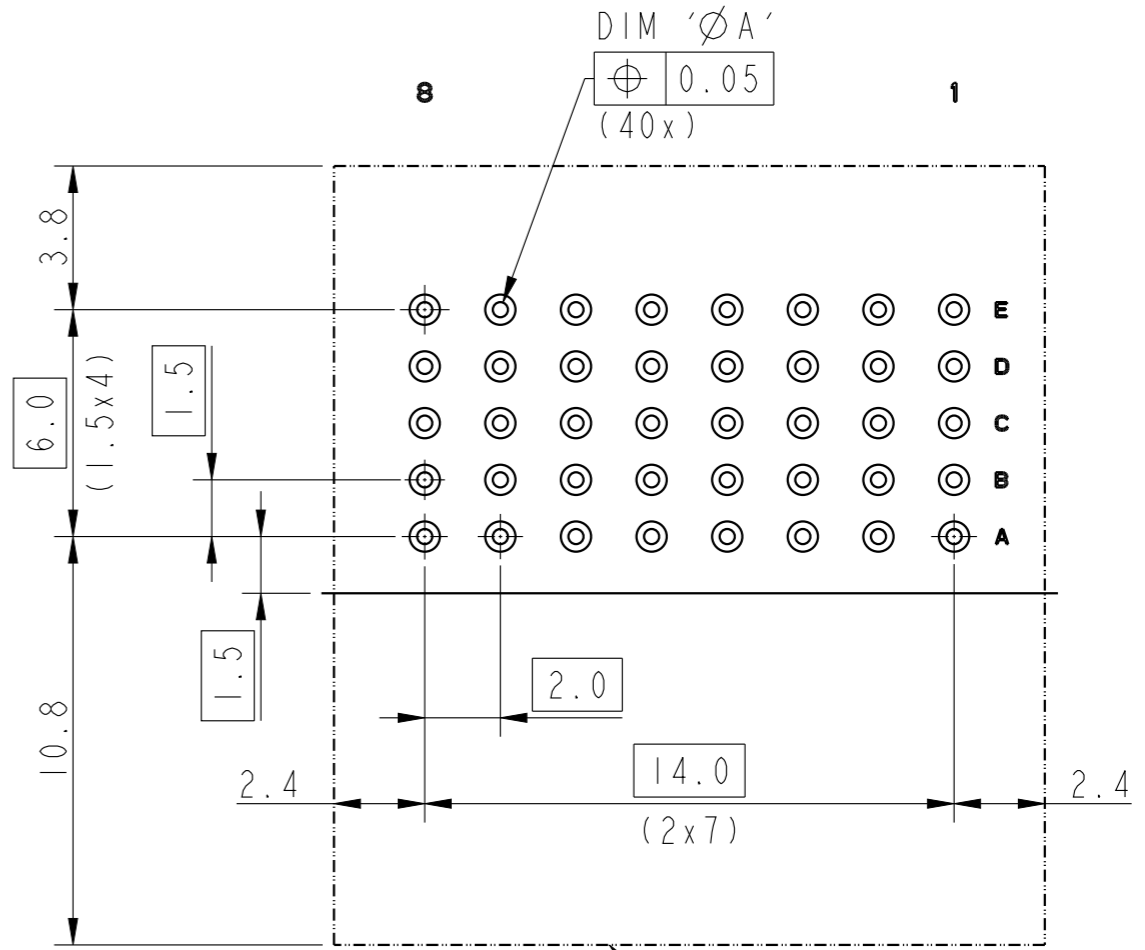 DIM 'ØA'
⌖ 0.05
(40x)
8
1
3.8
6.0
(1.5x4)
1.5
E
D
C
B
A
1.5
2.0
10.8
2.4
14.0
(2x7)
2.4